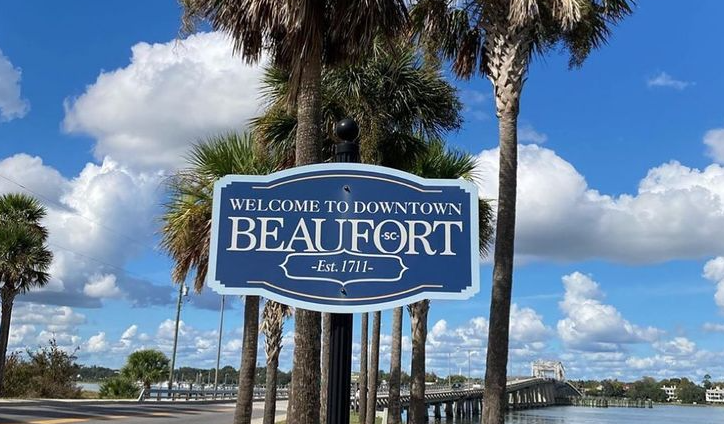 WELCOME TO DOWNTOWN
BEAUFORT
-SC-
-Est. 1711-